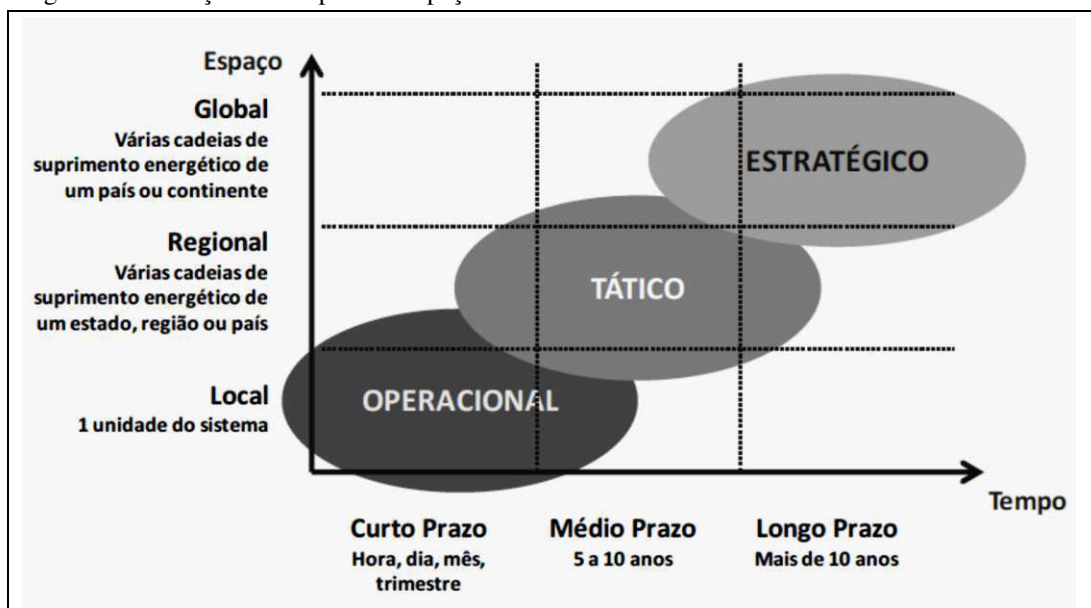 Espaço
Global
Várias cadeias de
suprimento energético de
um país ou continente
ESTRATÉGICO
Regional
Várias cadeias de
suprimento energético de
um estado, região ou país
TÁTICO
Local
1 unidade do sistema
OPERACIONAL
Tempo
Curto Prazo
Hora, dia, mês,
trimestre
Médio Prazo
5 a 10 anos
Longo Prazo
Mais de 10 anos